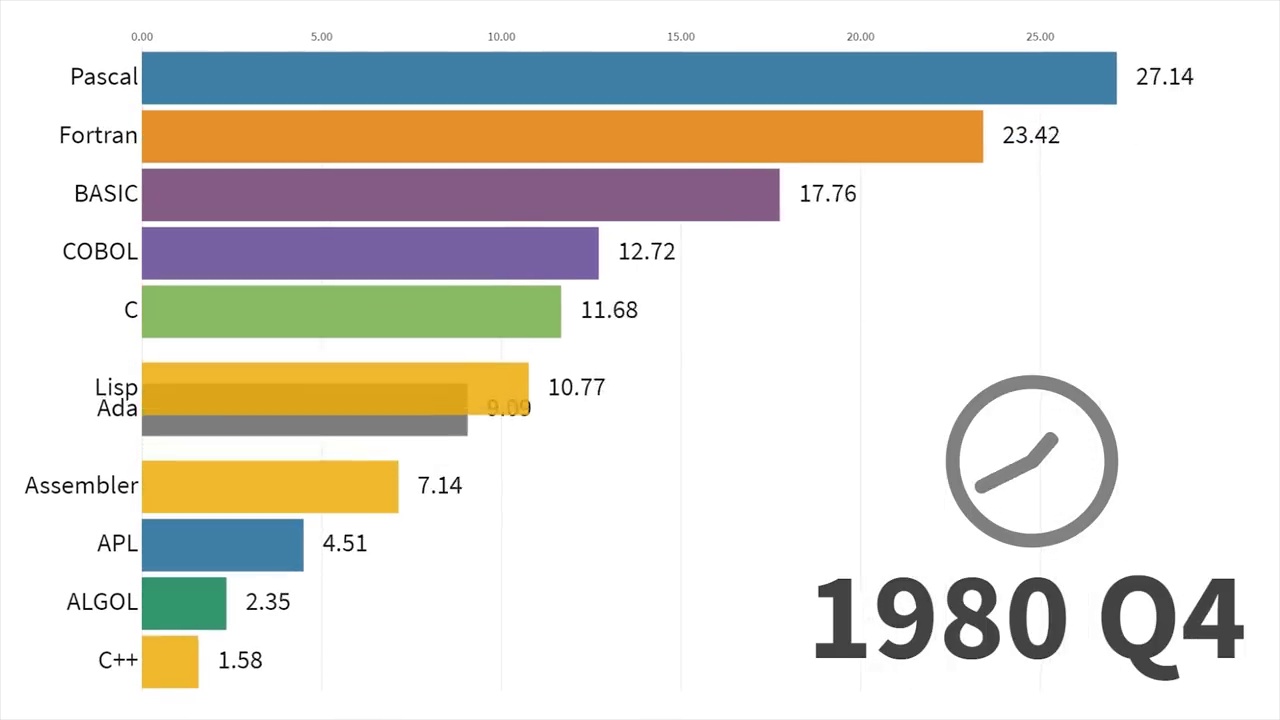 0.00 5.00 10.00 15.00 20.00 25.00
Pascal 27.14
Fortran 23.42
BASIC 17.76
COBOL 12.72
C 11.68
Lisp 10.77
Ada 9.09
Assembler 7.14
APL 4.51
ALGOL 2.35
C++ 1.58
1980 Q4